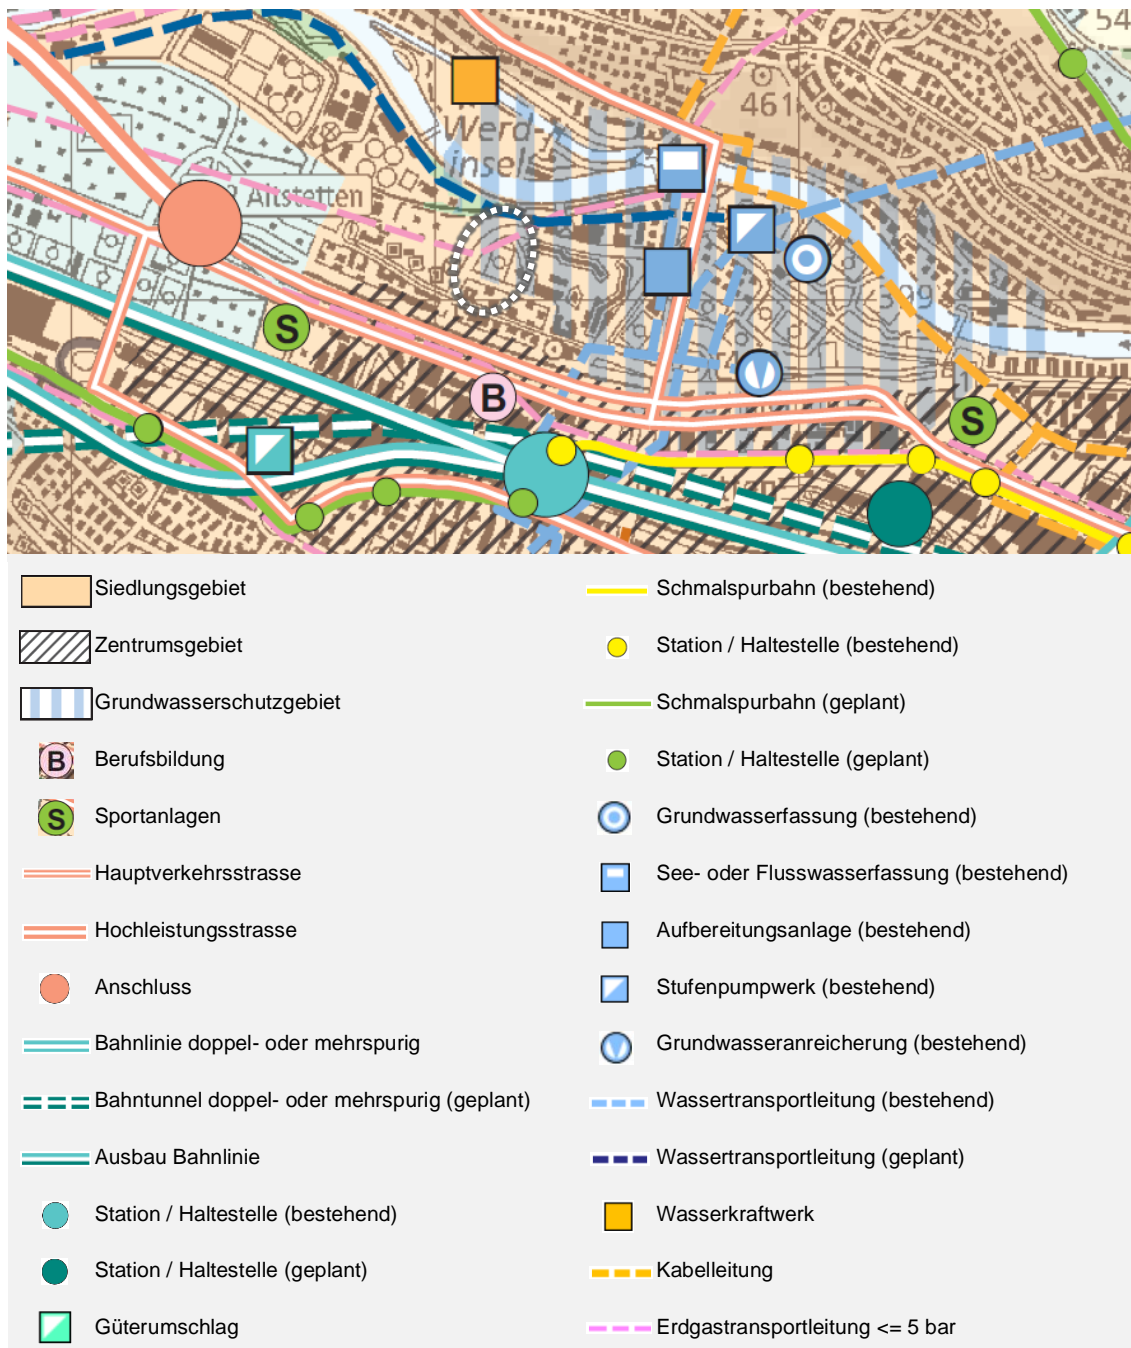 54
461
Werd-
insel
Altstetten
S
B
S
Siedlungsgebiet
Zentrumsgebiet
Grundwasserschutzgebiet
B Berufsbildung
S Sportanlagen
Hauptverkehrsstrasse
Hochleistungsstrasse
Anschluss
Bahnlinie doppel- oder mehrspurig
Bahntunnel doppel- oder mehrspurig (geplant)
Ausbau Bahnlinie
Station / Haltestelle (bestehend)
Station / Haltestelle (geplant)
Güterumschlag
Schmalspurbahn (bestehend)
Station / Haltestelle (bestehend)
Schmalspurbahn (geplant)
Station / Haltestelle (geplant)
Grundwasserfassung (bestehend)
See- oder Flusswasserfassung (bestehend)
Aufbereitungsanlage (bestehend)
Stufenpumpwerk (bestehend)
Grundwasseranreicherung (bestehend)
Wassertransportleitung (bestehend)
Wassertransportleitung (geplant)
Wasserkraftwerk
Kabelleitung
Erdgastransportleitung <= 5 bar